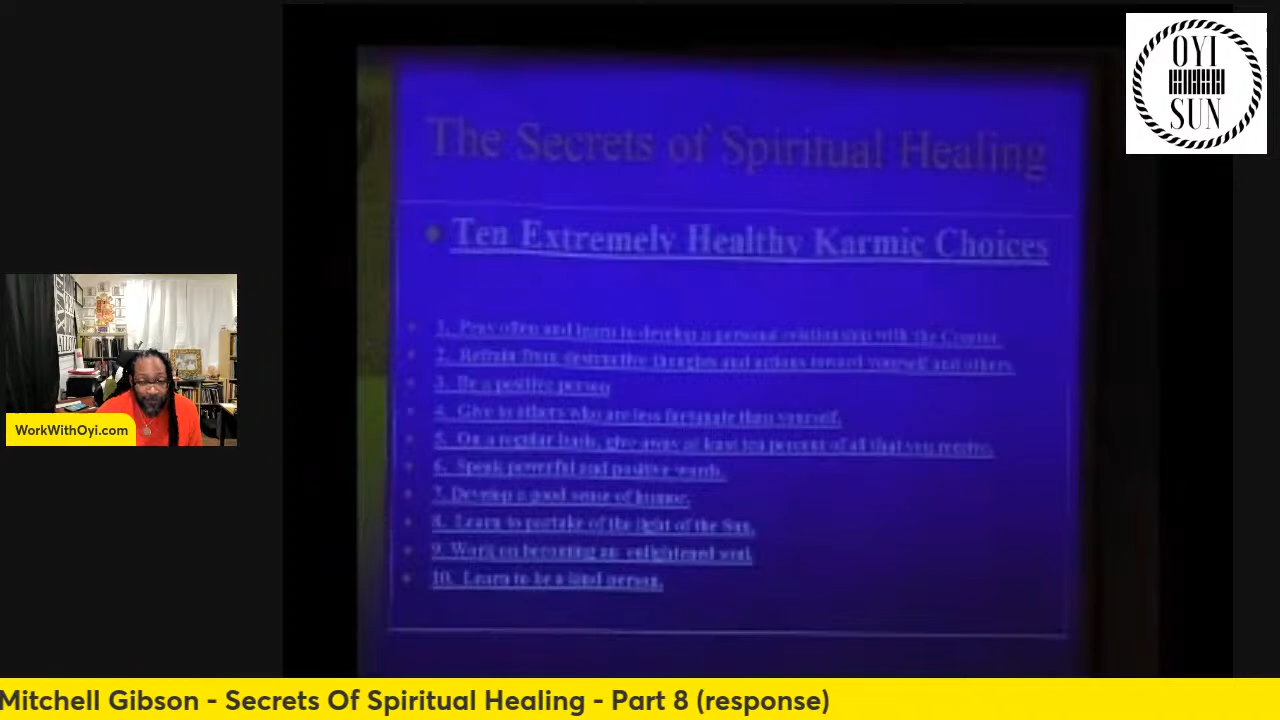 OYI
SUN
The Secrets of Spiritual Healing
Ten Extremely Healthy Karmic Choices
1. Pray often and learn to develop a personal relationship with the Creator.
2. Refrain from destructive thoughts and actions toward yourself and others.
3. Be a positive person
4. Give to others who are less fortunate than yourself.
5. On a regular basis, give away at least ten percent of all that you receive.
6. Speak powerful and positive words.
7. Develop a good sense of humor.
8. Learn to partake of the light of the Sun.
9. Work on becoming an enlightened soul.
10. Learn to be a kind person.
WorkWithOyi.com
Mitchell Gibson - Secrets Of Spiritual Healing - Part 8 (response)